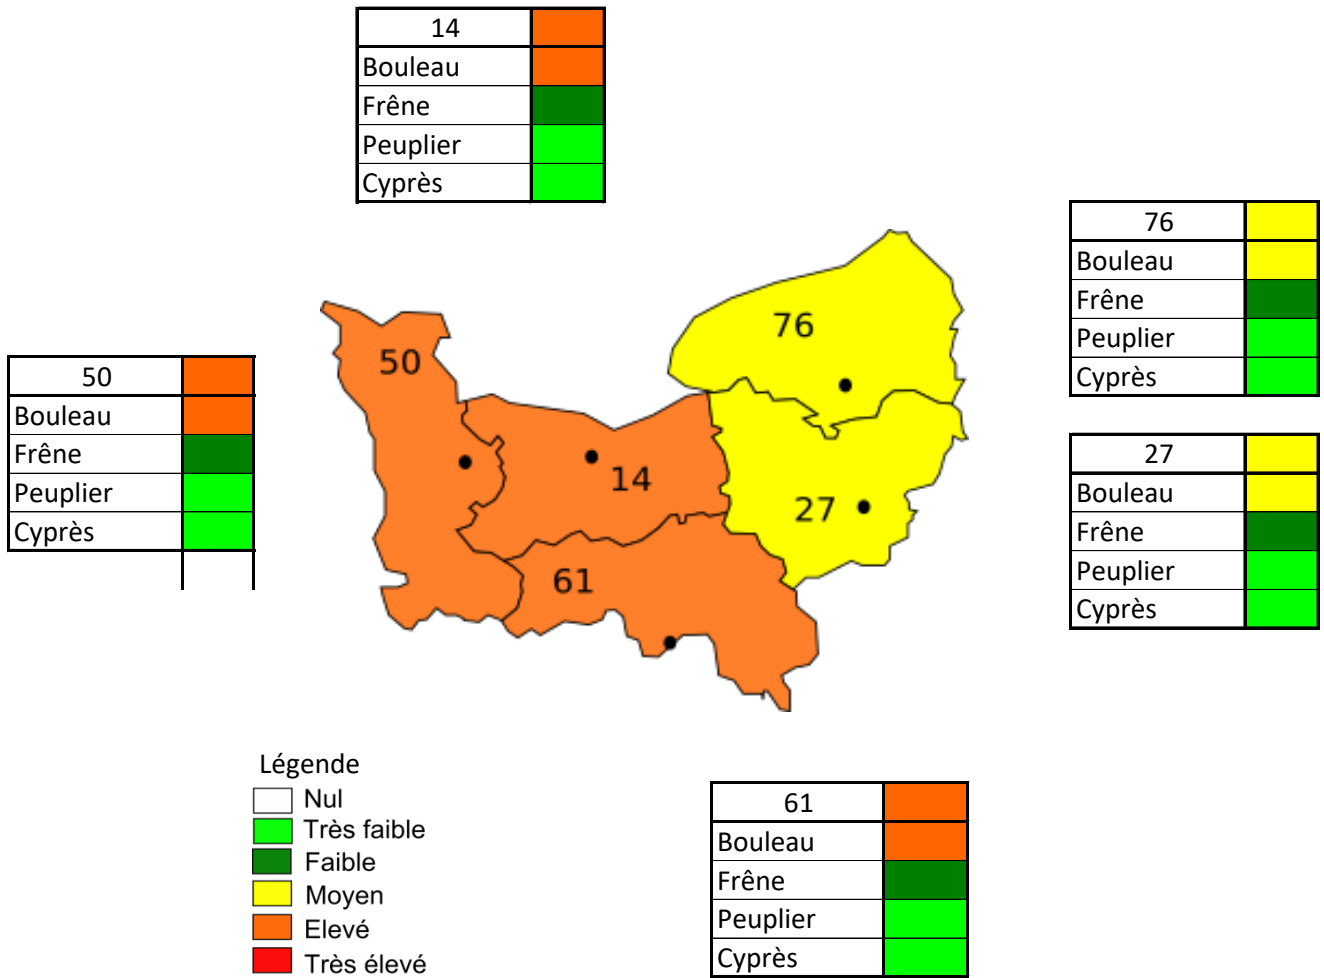 14
Bouleau
Frêne
Peuplier
Cyprès
76
Bouleau
Frêne
Peuplier
Cyprès
50
Bouleau
Frêne
Peuplier
Cyprès
76
50
14
27
61
27
Bouleau
Frêne
Peuplier
Cyprès
Légende
Nul
Très faible
Faible
Moyen
Elevé
Très élevé
61
Bouleau
Frêne
Peuplier
Cyprès